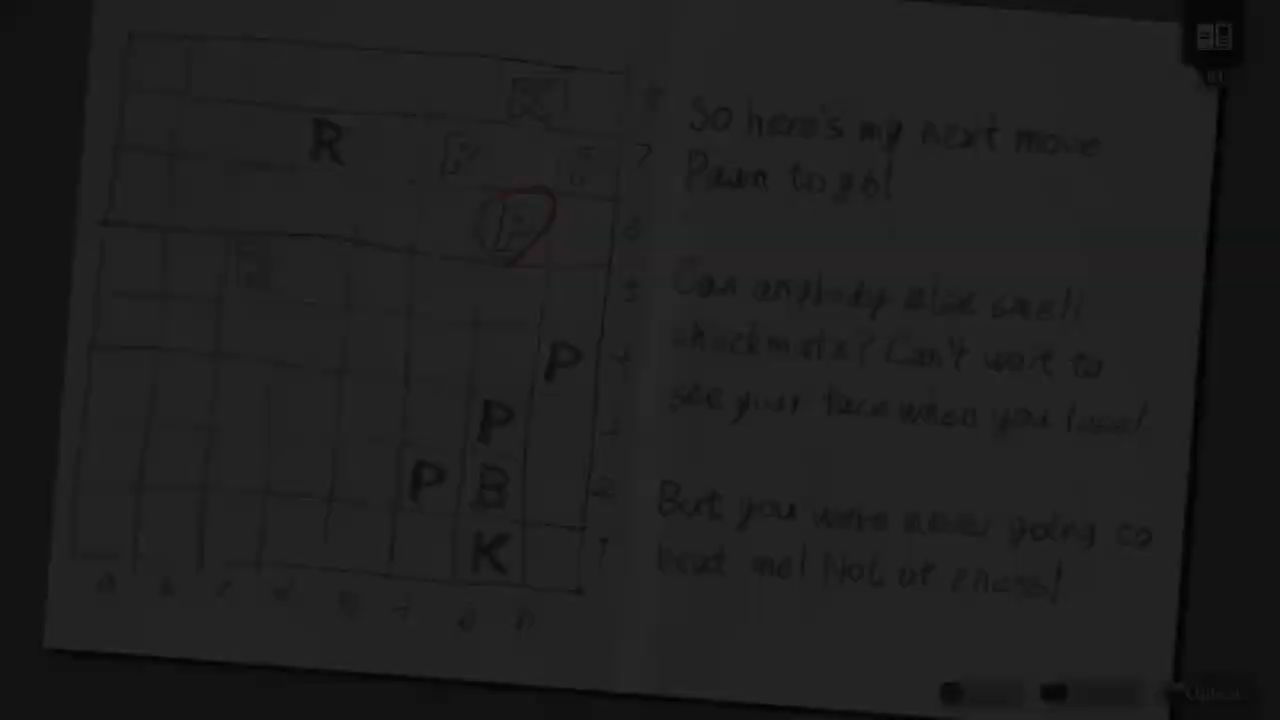 R
P
P
P B
K
So here's my next move
Pawn to g6!
Can anybody else smell
checkmate? Can't wait to
see your face when you lose!
But you were never going to
beat me! Not at chess!